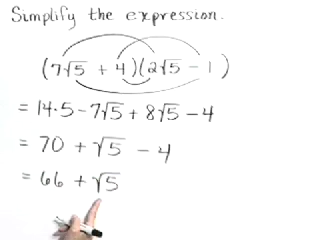 Simplify the expression.
(7√5 + 4)(2√5 - 1)
= 14·5 - 7√5 + 8√5 - 4
= 70 + √5 - 4
= 66 + √5